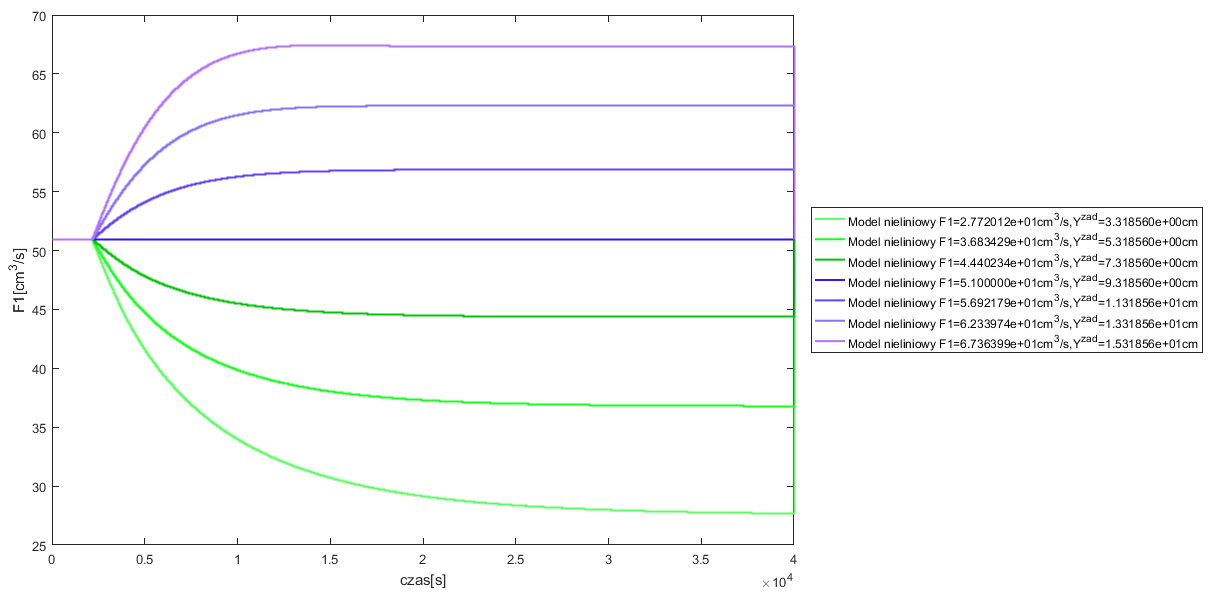 70
65
60
55
50
45
40
35
30
25
F1[cm3/s]
0 0.5 1 1.5 2 2.5 3 3.5 4
czas[s]
×104
Model nieliniowy F1=2.772012e+01cm3/s,Yzad=3.318560e+00cm
Model nieliniowy F1=3.683429e+01cm3/s,Yzad=5.318560e+00cm
Model nieliniowy F1=4.440234e+01cm3/s,Yzad=7.318560e+00cm
Model nieliniowy F1=5.100000e+01cm3/s,Yzad=9.318560e+00cm
Model nieliniowy F1=5.692179e+01cm3/s,Yzad=1.131856e+01cm
Model nieliniowy F1=6.233974e+01cm3/s,Yzad=1.331856e+01cm
Model nieliniowy F1=6.736399e+01cm3/s,Yzad=1.531856e+01cm